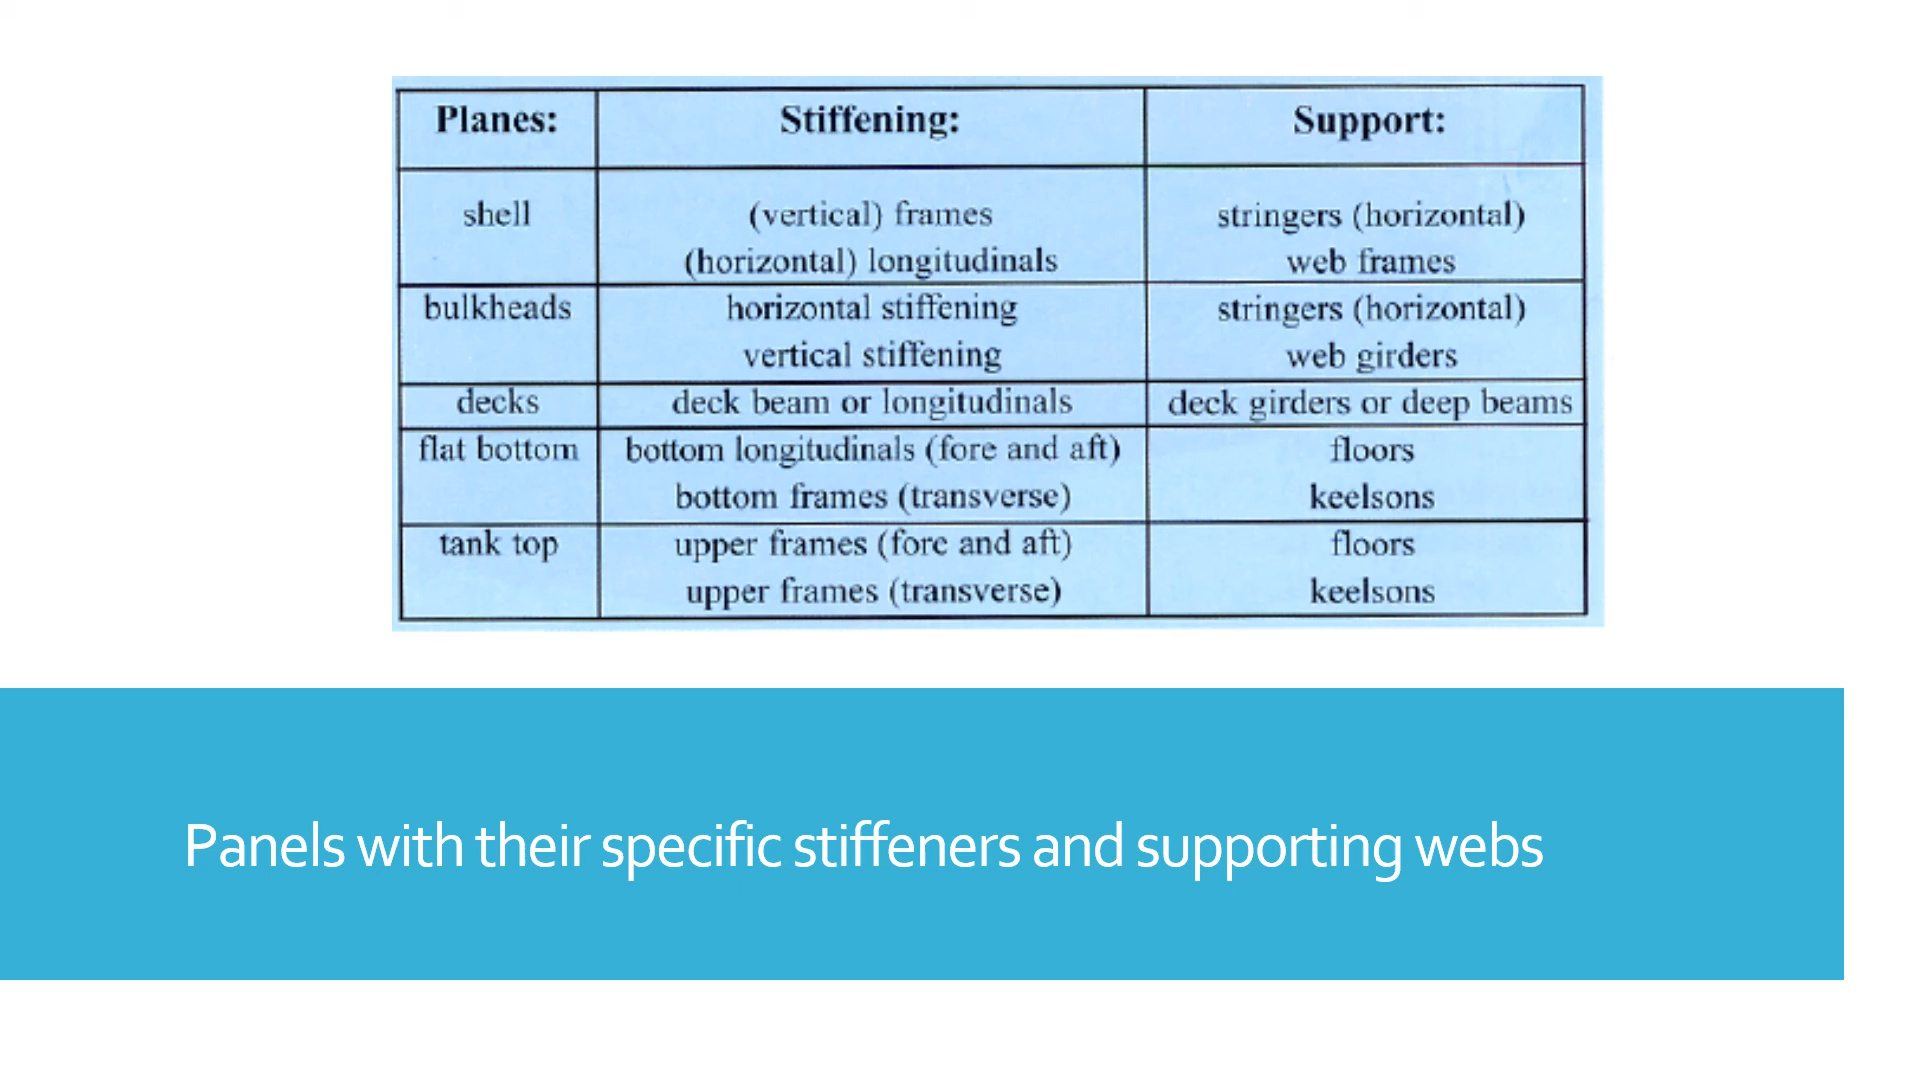 Planes: Stiffening: Support:
shell (vertical) frames stringers (horizontal)
(horizontal) longitudinals web frames
bulkheads horizontal stiffening stringers (horizontal)
vertical stiffening web girders
decks deck beam or longitudinals deck girders or deep beams
flat bottom bottom longitudinals (fore and aft) floors
bottom frames (transverse) keelsons
tank top upper frames (fore and aft) floors
upper frames (transverse) keelsons
Panels with their specific stiffeners and supporting webs